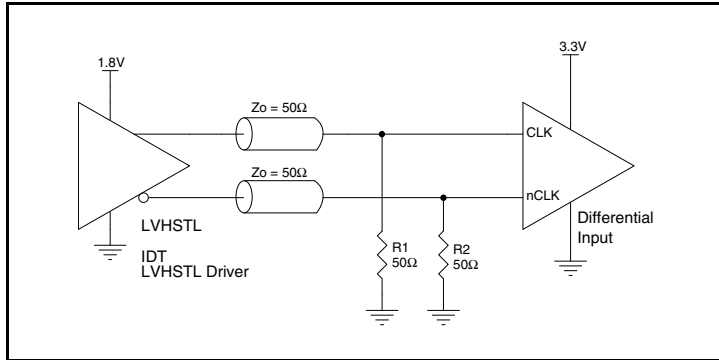 1.8V
3.3V
Zo = 50Ω
CLK
Zo = 50Ω
nCLK
LVHSTL
IDT
LVHSTL Driver
R1
50Ω
R2
50Ω
Differential
Input